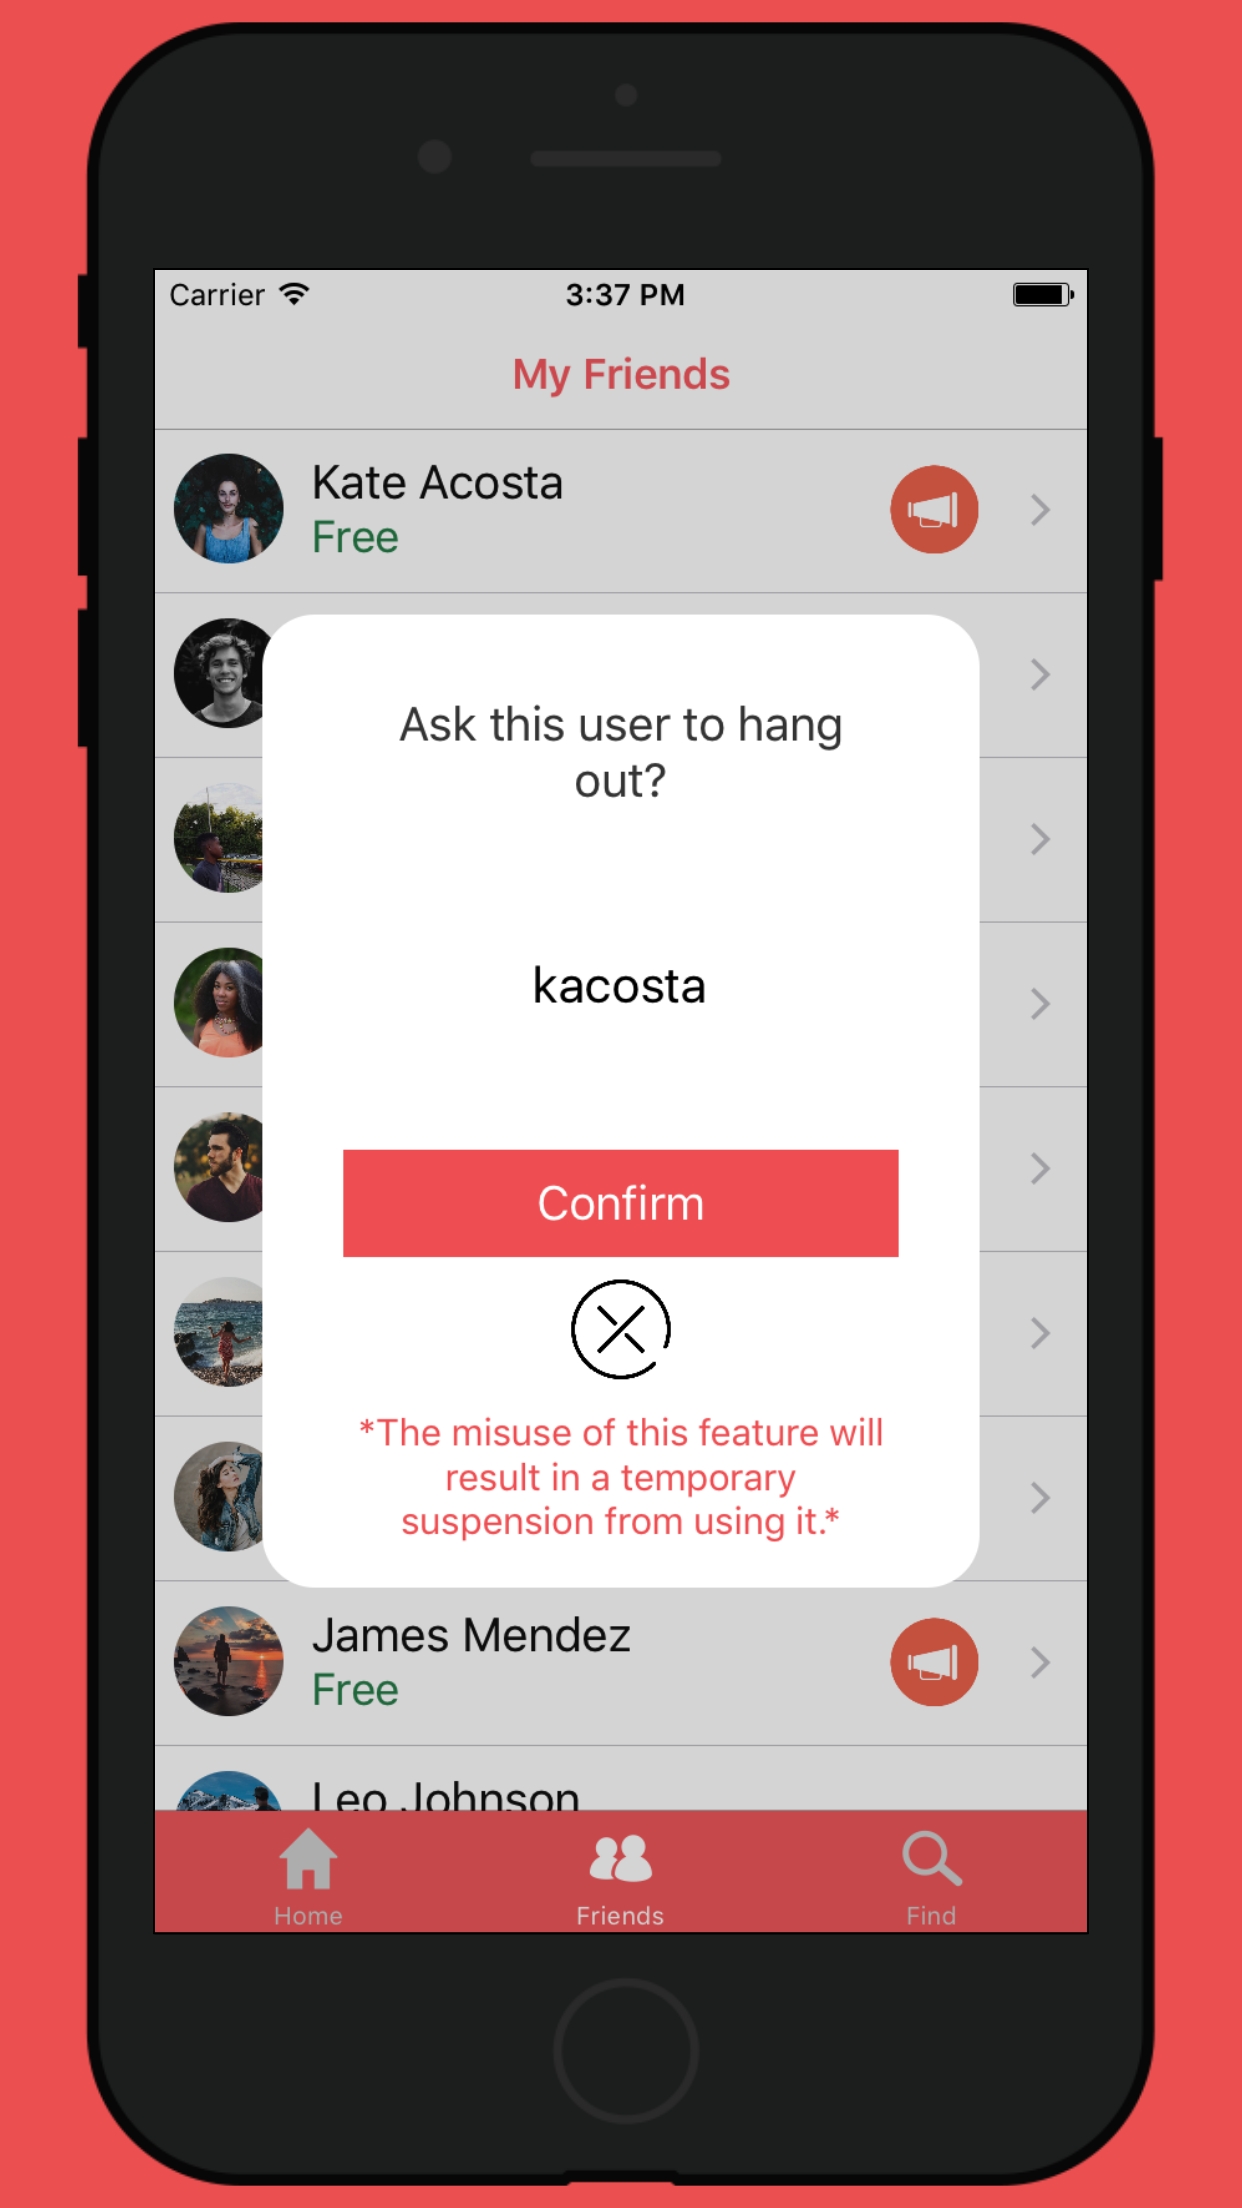 Carrier 3:37 PM
My Friends
Kate Acosta
Free
Ask this user to hang
out?
kacosta
Confirm
*The misuse of this feature will
result in a temporary
suspension from using it.*
James Mendez
Free
Leo Johnson
Home Friends Find